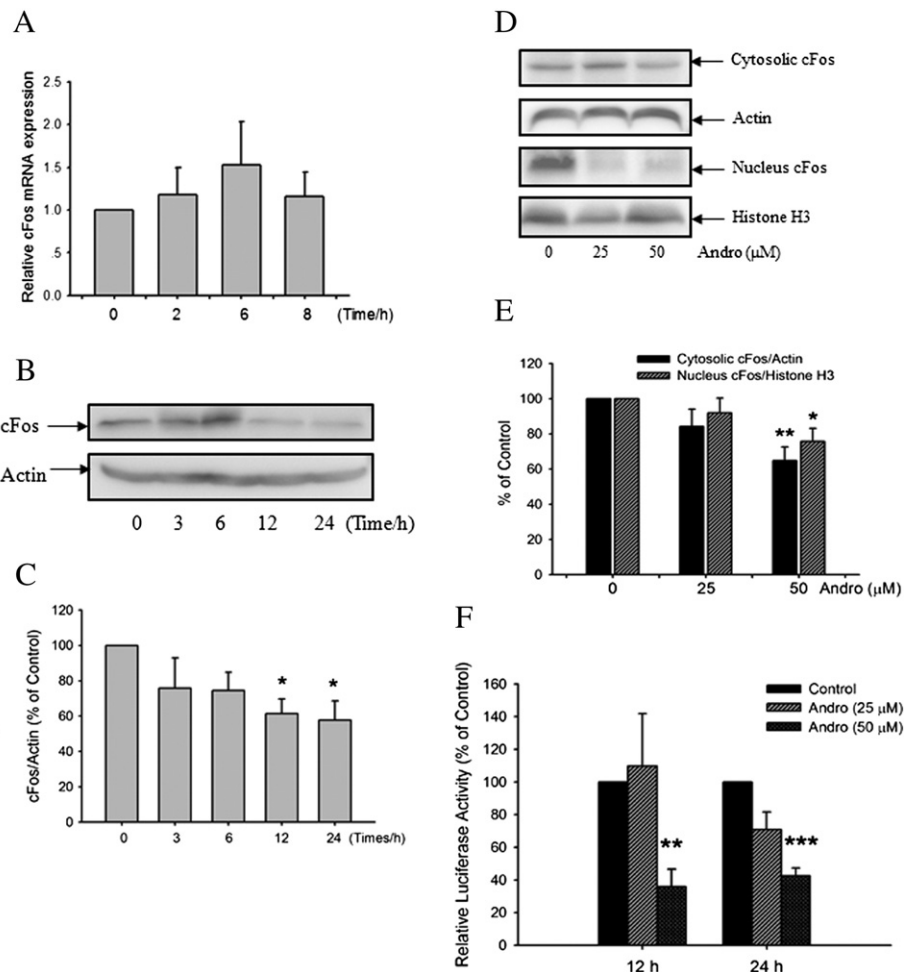 A
Relative cFos mRNA expression
2.5
2.0
1.5
1.0
.5
0.0
0 2 6 8 (Time/h)
B
cFos
Actin
0 3 6 12 24 (Time/h)
C
cFos/Actin (% of Control)
120
100
80
60
40
20
0
* *
0 3 6 12 24 (Times/h)
D
Cytosolic cFos
Actin
Nucleus cFos
Histone H3
0 25 50 Andro (μM)
E
% of Control
120
100
80
60
40
20
0
Cytosolic cFos/Actin
Nucleus cFos/Histone H3
** *
0 25 50 Andro (μM)
F
Relative Luciferase Activity (% of Control)
160
140
120
100
80
60
40
20
0
Control
Andro (25 μM)
Andro (50 μM)
** ***
12 h 24 h